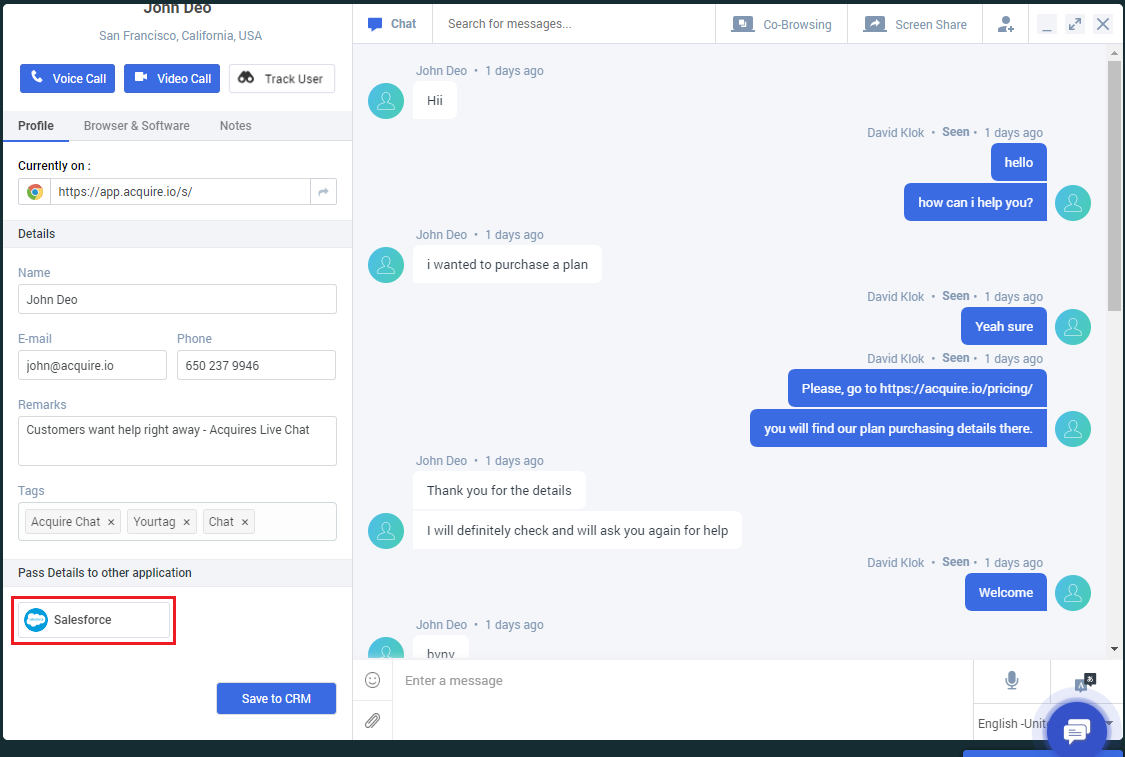 John Deo
San Francisco, California, USA
Voice Call
Video Call
Track User
Profile
Browser & Software
Notes
Currently on :
https://app.acquire.io/s/
Details
Name
John Deo
E-mail
Phone
john@acquire.io
650 237 9946
Remarks
Customers want help right away - Acquires Live Chat
Tags
Acquire Chat ×
Yourtag ×
Chat ×
Pass Details to other application
Salesforce
Save to CRM
Chat
Search for messages...
Co-Browsing
Screen Share
John Deo • 1 days ago
Hii
David Klok • Seen • 1 days ago
hello
how can i help you?
John Deo • 1 days ago
i wanted to purchase a plan
David Klok • Seen • 1 days ago
Yeah sure
David Klok • Seen • 1 days ago
Please, go to https://acquire.io/pricing/
you will find our plan purchasing details there.
John Deo • 1 days ago
Thank you for the details
I will definitely check and will ask you again for help
David Klok • Seen • 1 days ago
Welcome
John Deo • 1 days ago
Enter a message
English -Unit